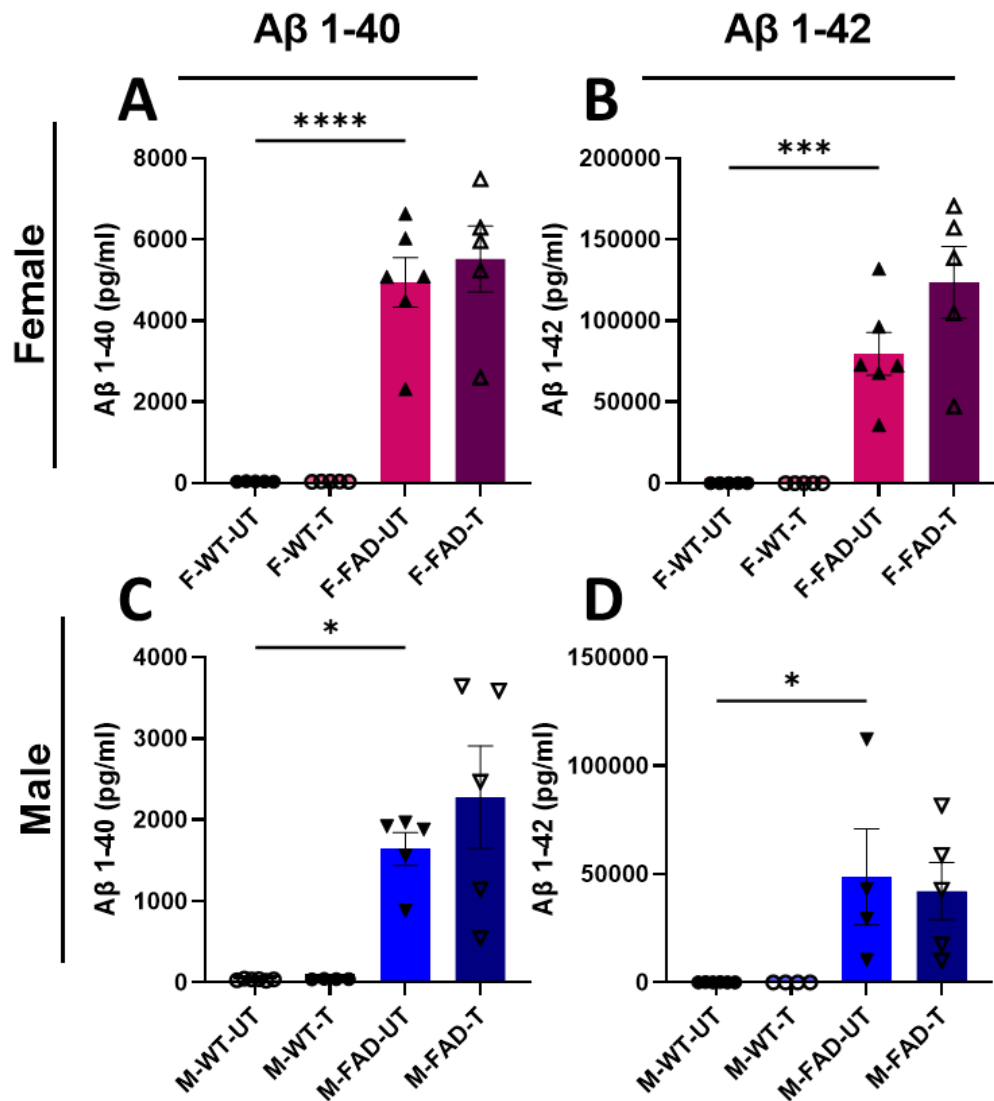 Aβ 1-40
Aβ 1-42
Female
A
****
8000
6000
4000
2000
0
Aβ 1-40 (pg/ml)
F-WT-UT
F-WT-T
F-FAD-UT
F-FAD-T
B
***
200000
150000
100000
50000
0
Aβ 1-42 (pg/ml)
F-WT-UT
F-WT-T
F-FAD-UT
F-FAD-T
Male
C
*
4000
3000
2000
1000
0
Aβ 1-40 (pg/ml)
M-WT-UT
M-WT-T
M-FAD-UT
M-FAD-T
D
*
150000
100000
50000
0
Aβ 1-42 (pg/ml)
M-WT-UT
M-WT-T
M-FAD-UT
M-FAD-T